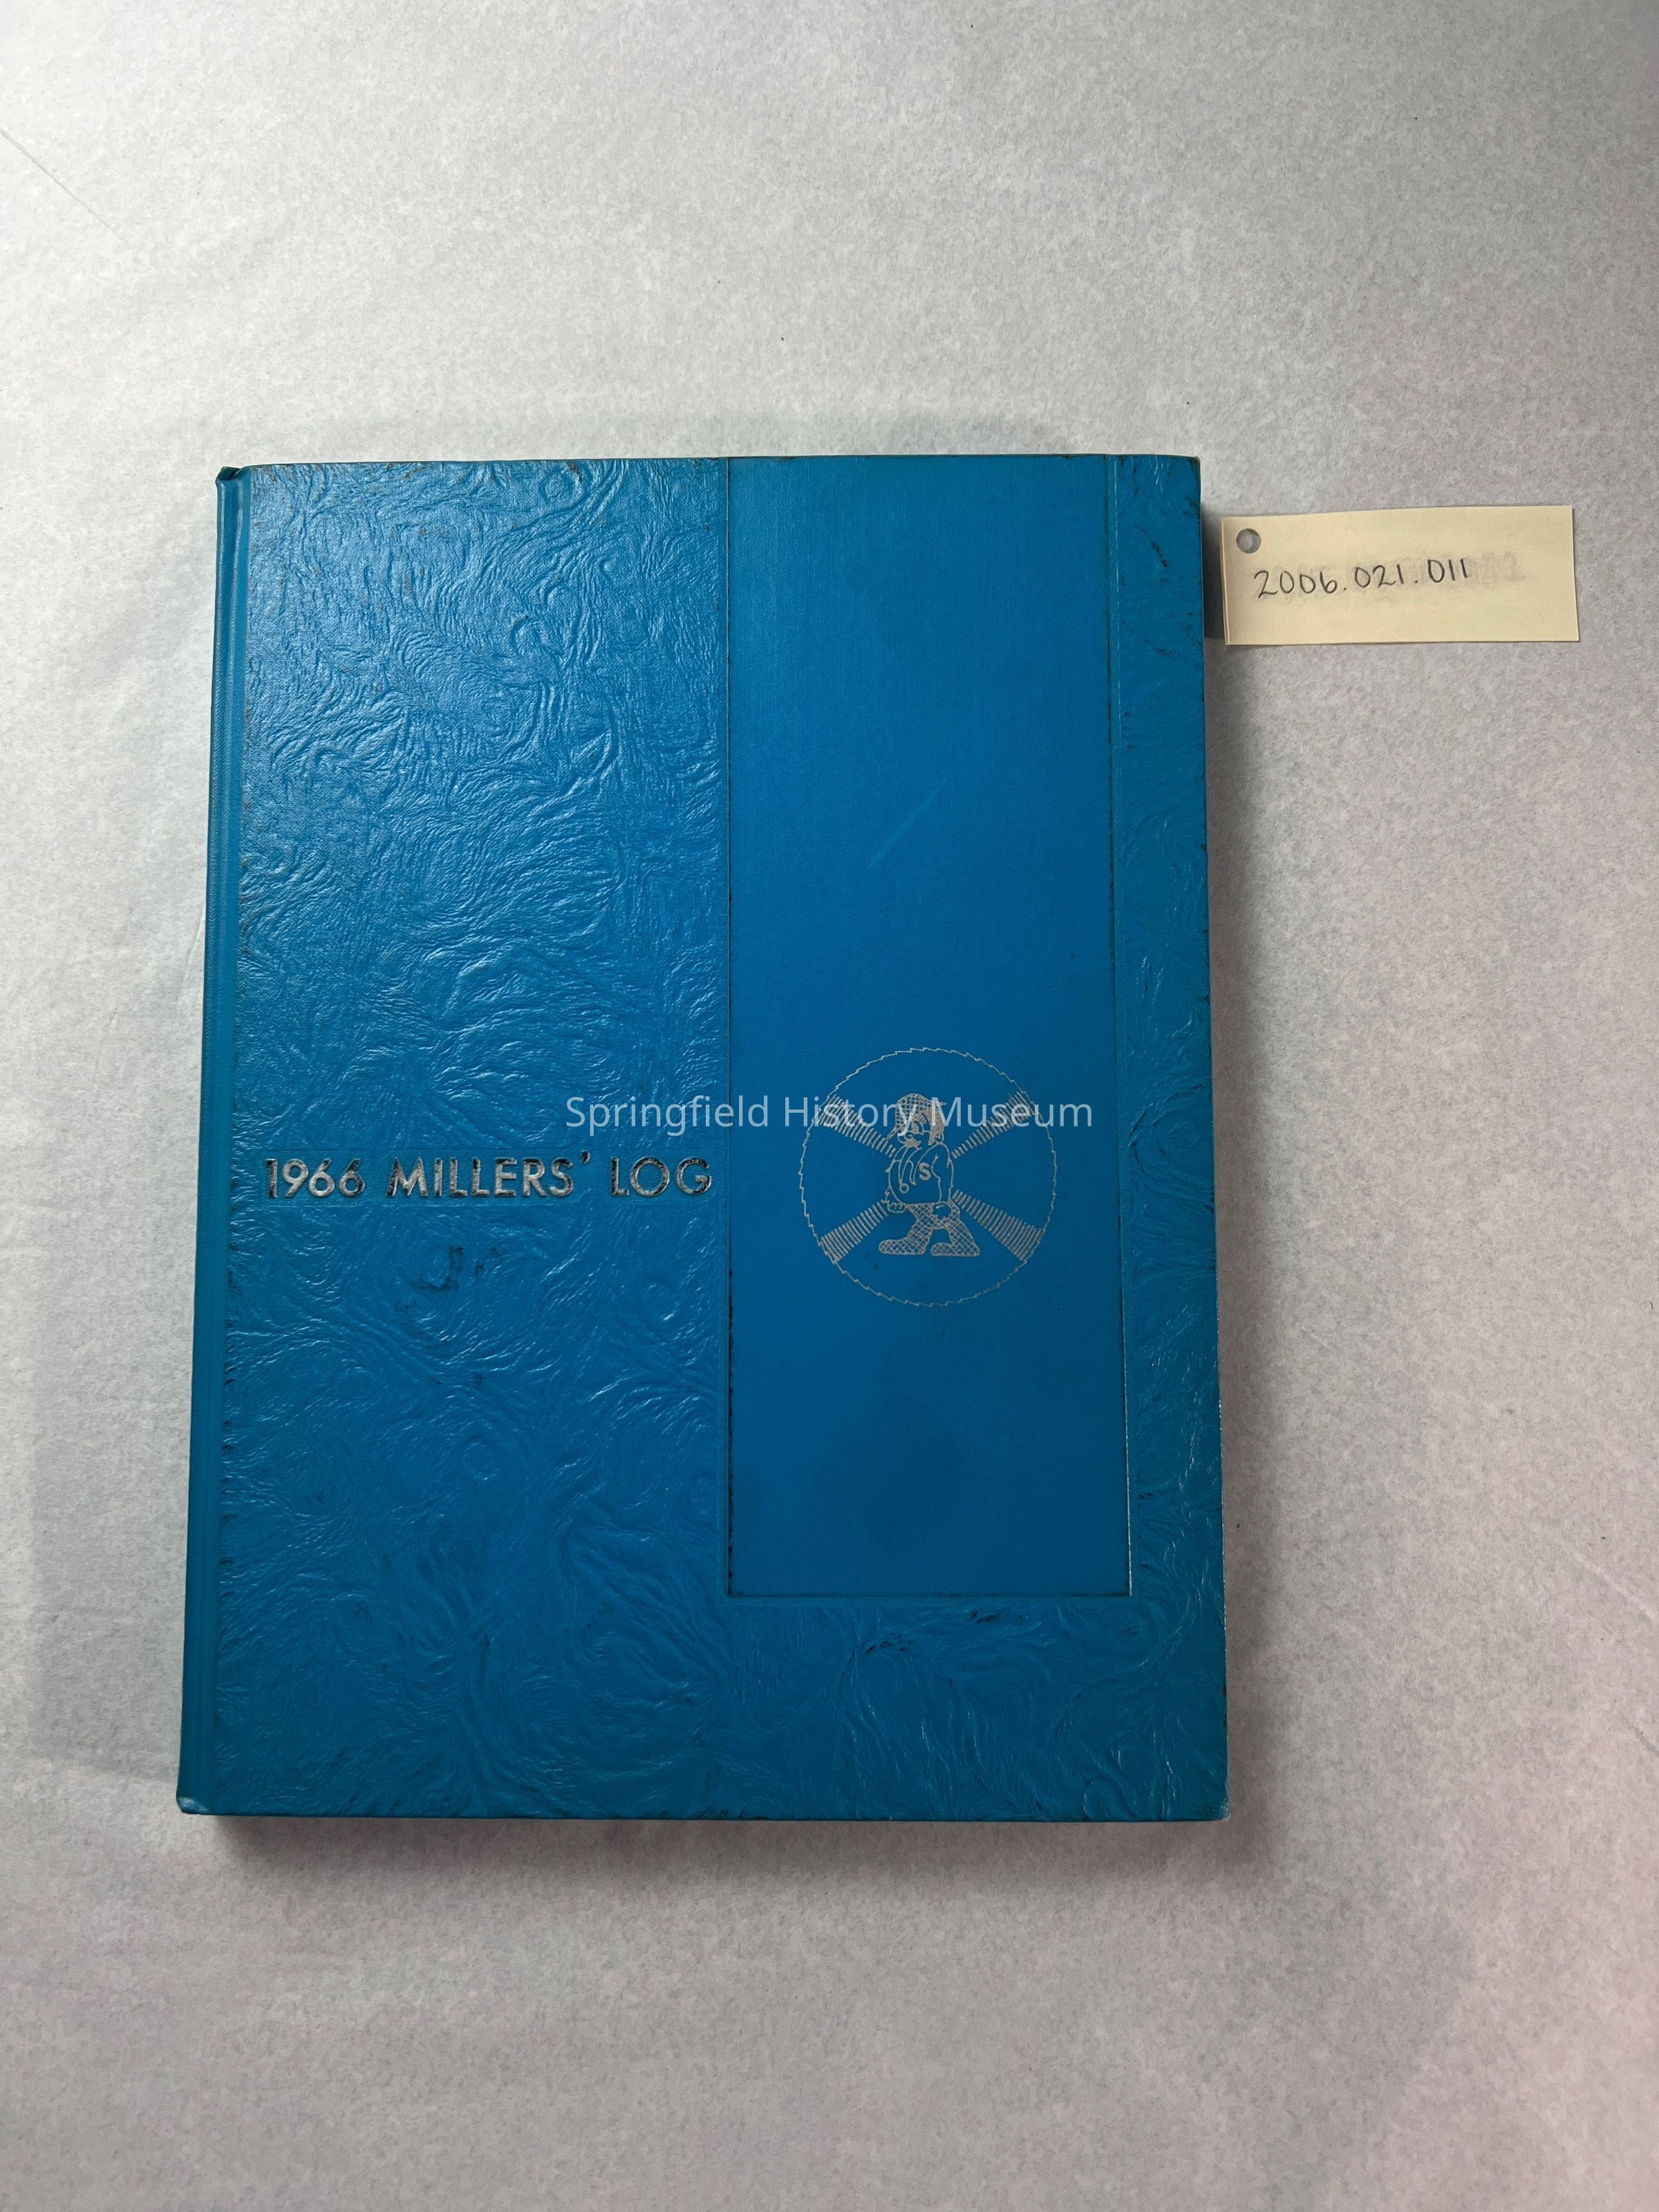 2006.021.011
Springfield History Museum
1966 MILLERS' LOG
S